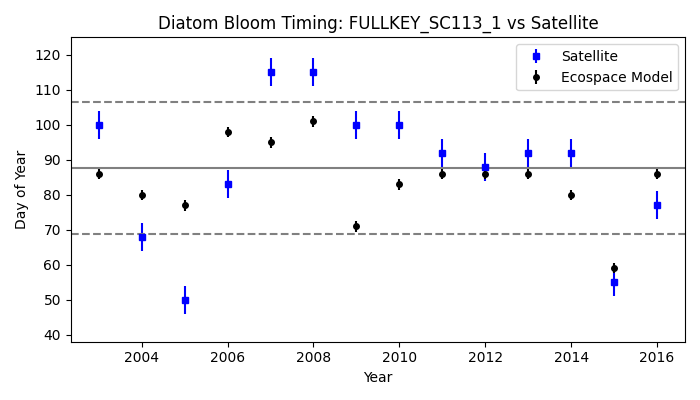 Diatom Bloom Timing: FULLKEY_SC113_1 vs Satellite
Satellite
Ecospace Model
Day of Year
120
110
100
90
80
70
60
50
40
2004 2006 2008 2010 2012 2014 2016
Year